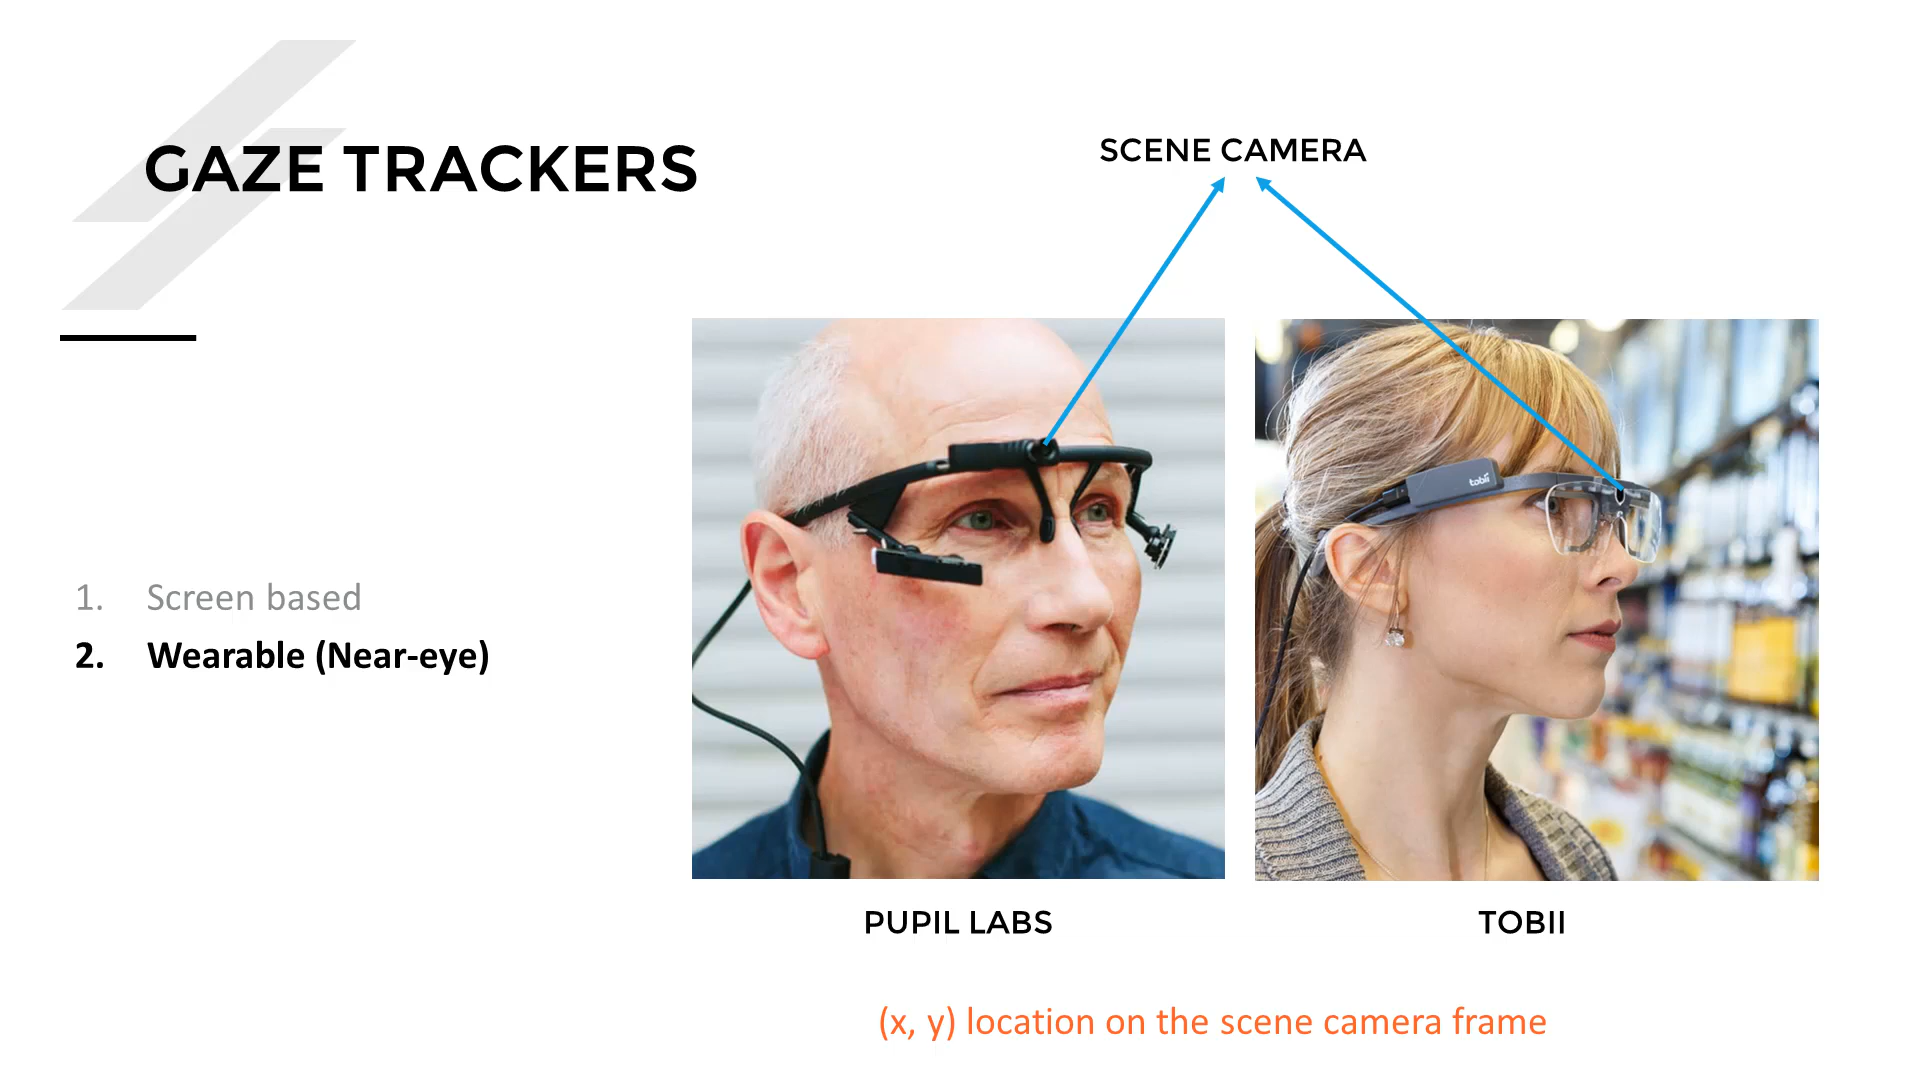 GAZE TRACKERS
SCENE CAMERA
1. Screen based
2. Wearable (Near-eye)
tobii
PUPIL LABS
TOBII
(x, y) location on the scene camera frame